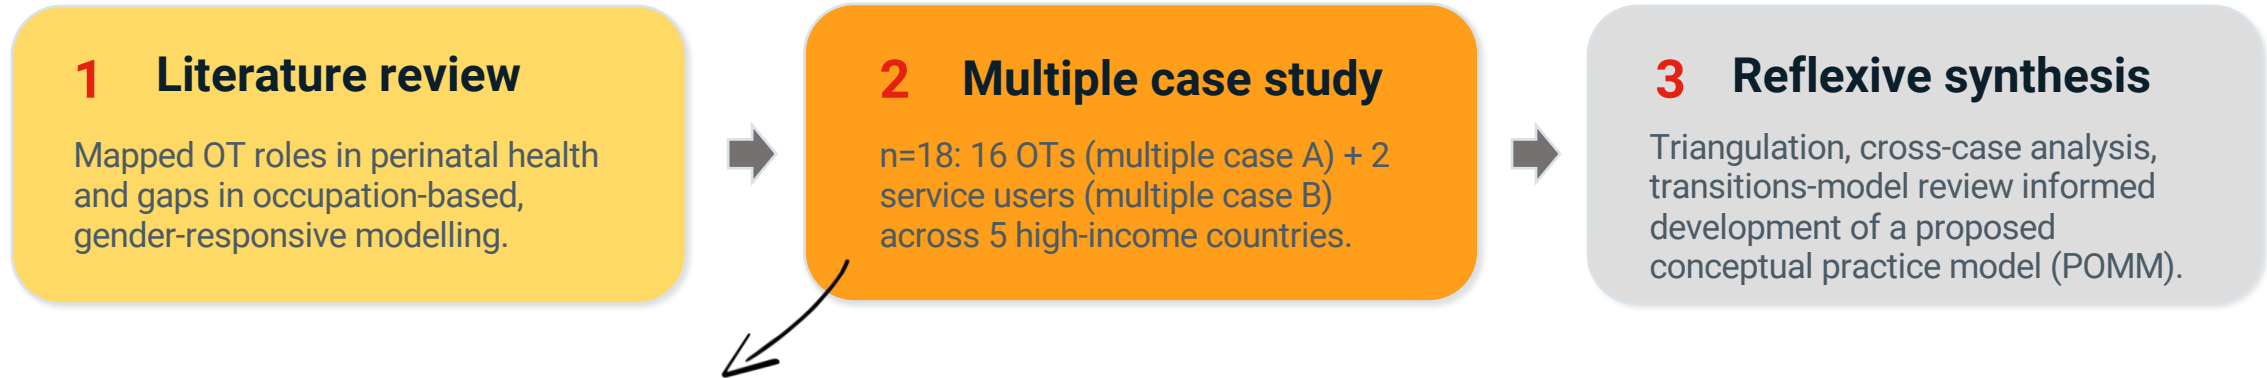 1 Literature review
Mapped OT roles in perinatal health
and gaps in occupation-based,
gender-responsive modelling.
2 Multiple case study
n=18: 16 OTs (multiple case A) + 2
service users (multiple case B)
across 5 high-income countries.
3 Reflexive synthesis
Triangulation, cross-case analysis,
transitions-model review informed
development of a proposed
conceptual practice model (POMM).